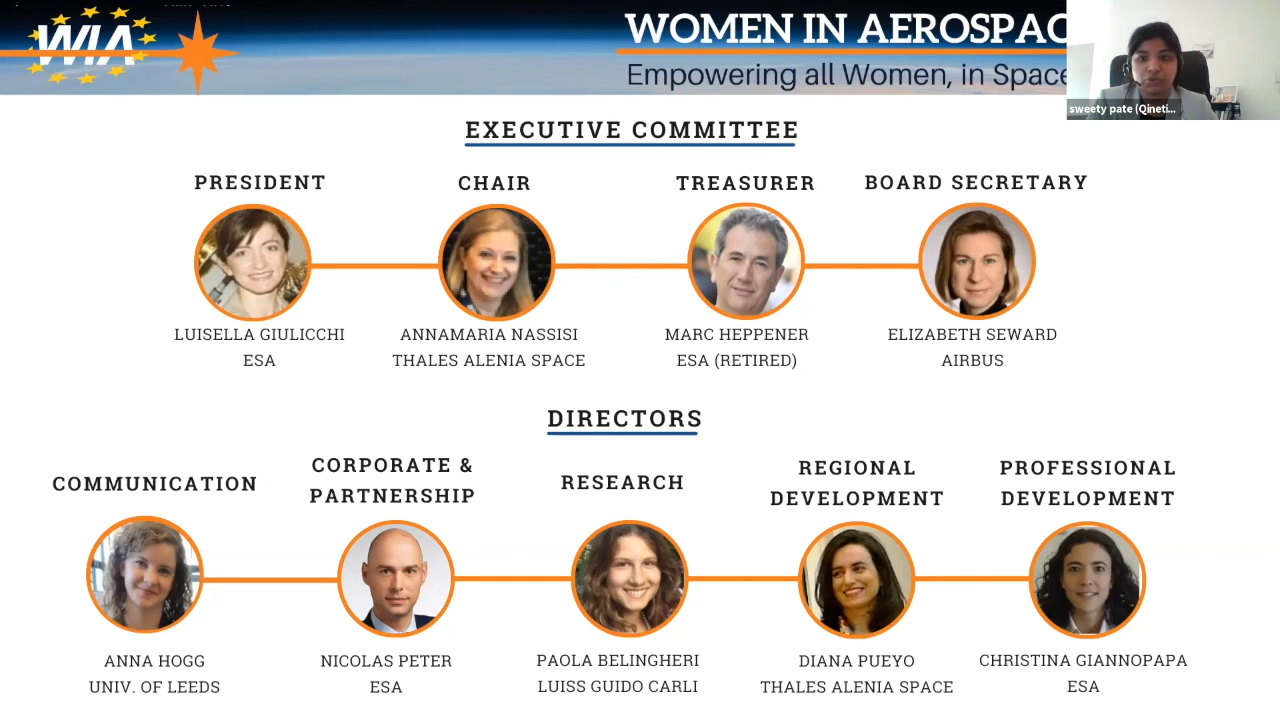 WIA
WOMEN IN AEROSPAC
Empowering all Women, in Space
sweety pate (Qineti...
EXECUTIVE COMMITTEE
PRESIDENT
CHAIR
TREASURER
BOARD SECRETARY
LUISELLA GIULICCHI
ESA
ANNAMARIA NASSISI
THALES ALENIA SPACE
MARC HEPPENER
ESA (RETIRED)
ELIZABETH SEWARD
AIRBUS
DIRECTORS
COMMUNICATION
CORPORATE &
PARTNERSHIP
RESEARCH
REGIONAL
DEVELOPMENT
PROFESSIONAL
DEVELOPMENT
ANNA HOGG
UNIV. OF LEEDS
NICOLAS PETER
ESA
PAOLA BELINGHERI
LUISS GUIDO CARLI
DIANA PUEYO
THALES ALENIA SPACE
CHRISTINA GIANNOPAPA
ESA